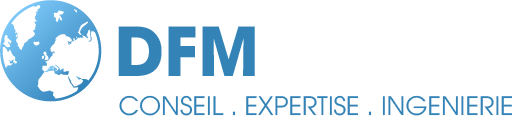 DFM
CONSEIL . EXPERTISE . INGENIERIE